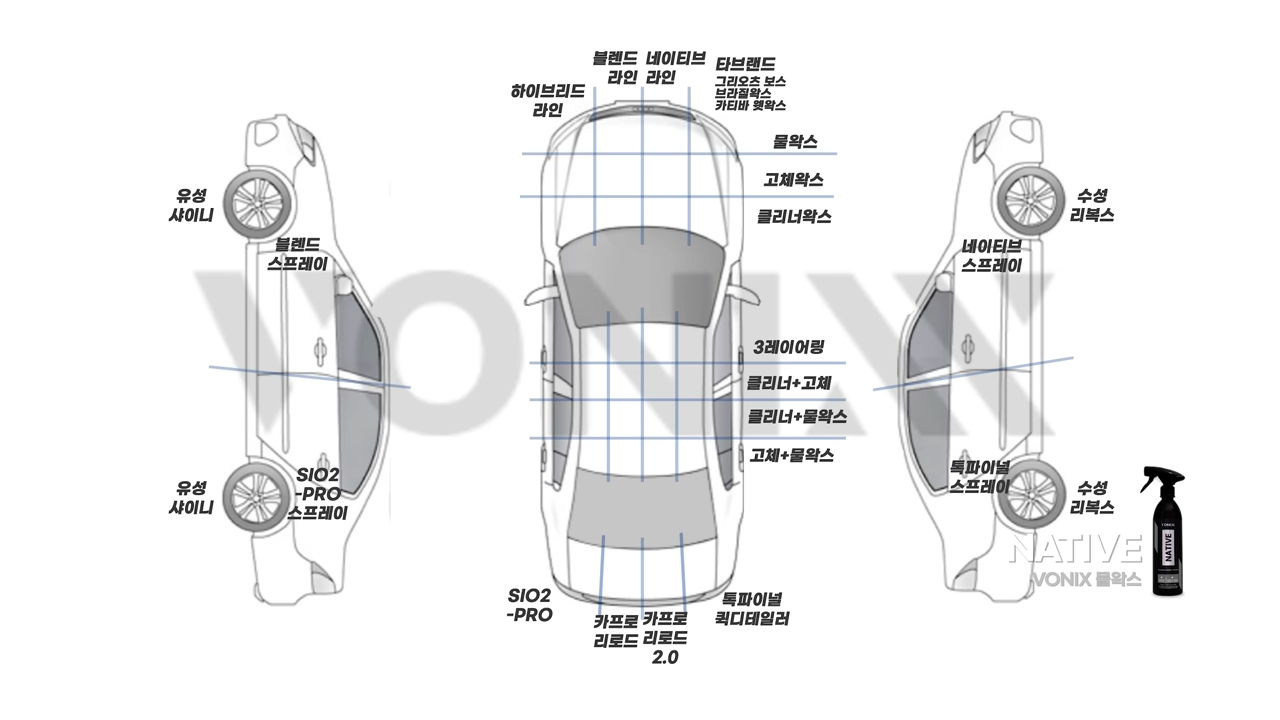 블렌드
라인
네이티브
라인
타브랜드
그리오츠 보스
브라질왁스
카티바 웻왁스
하이브리드
라인
물왁스
고체왁스
클리너왁스
유성
샤이니
블렌드
스프레이
네이티브
스프레이
수성
리복스
VONIXX
3레이어링
클리너+고체
클리너+물왁스
고체+물왁스
유성
샤이니
SIO2
-PRO
스프레이
톡파이널
스프레이
수성
리복스
NATIVE
VONIX 물왁스
VONIXX
NATIVE
SIO2
-PRO
카프로
리로드
카프로
리로드
2.0
톡파이널
퀵디테일러